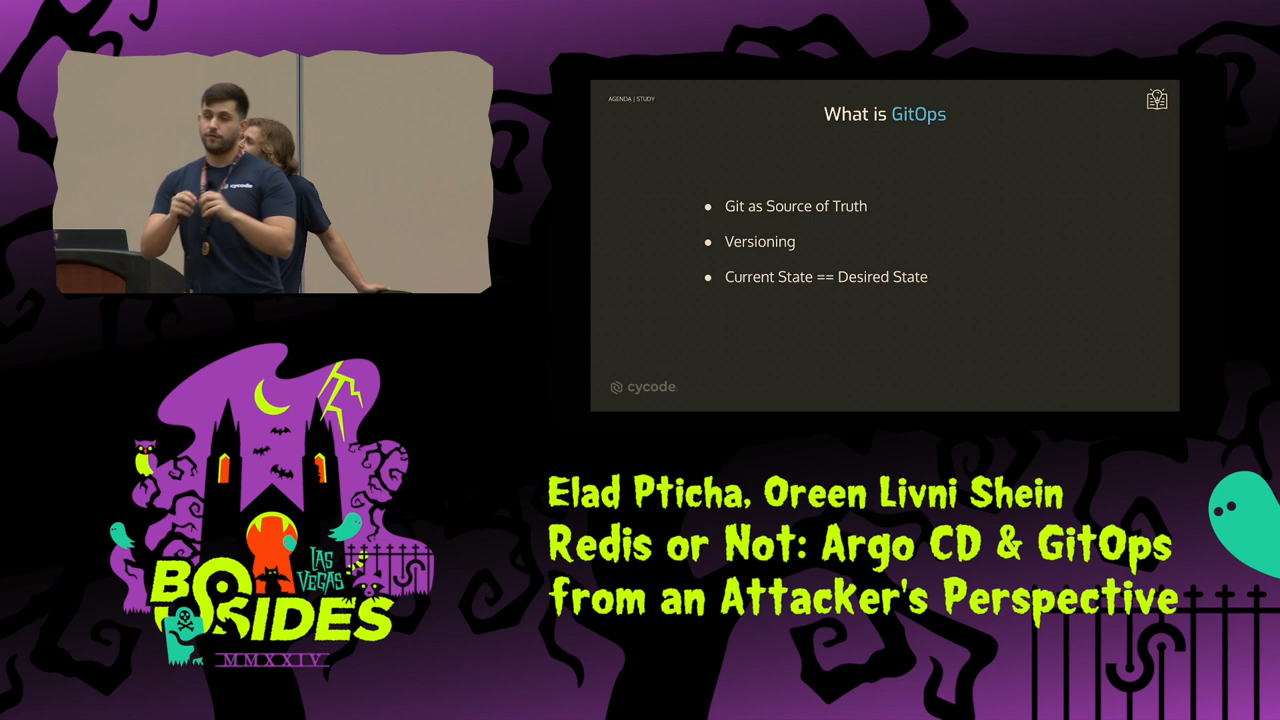 cycode
AGENDA | STUDY
What is GitOps
Git as Source of Truth
Versioning
Current State == Desired State
cycode
LAS
VEGAS
BSIDES
MMXXIV
Elad Pticha, Oreen Livni Shein
Redis or Not: Argo CD & GitOps
from an Attacker's Perspective